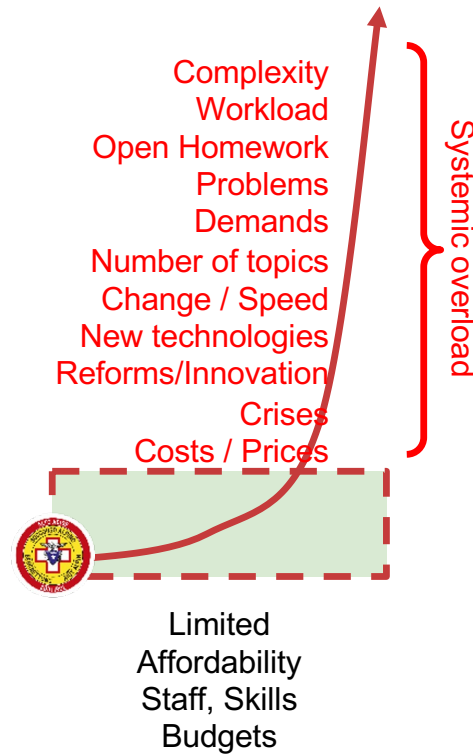 Complexity
Workload
Open Homework
Problems
Demands
Number of topics
Change / Speed
New technologies
Reforms/Innovation
Crises
Costs / Prices
Systemic overload
Limited
Affordability
Staff, Skills
Budgets